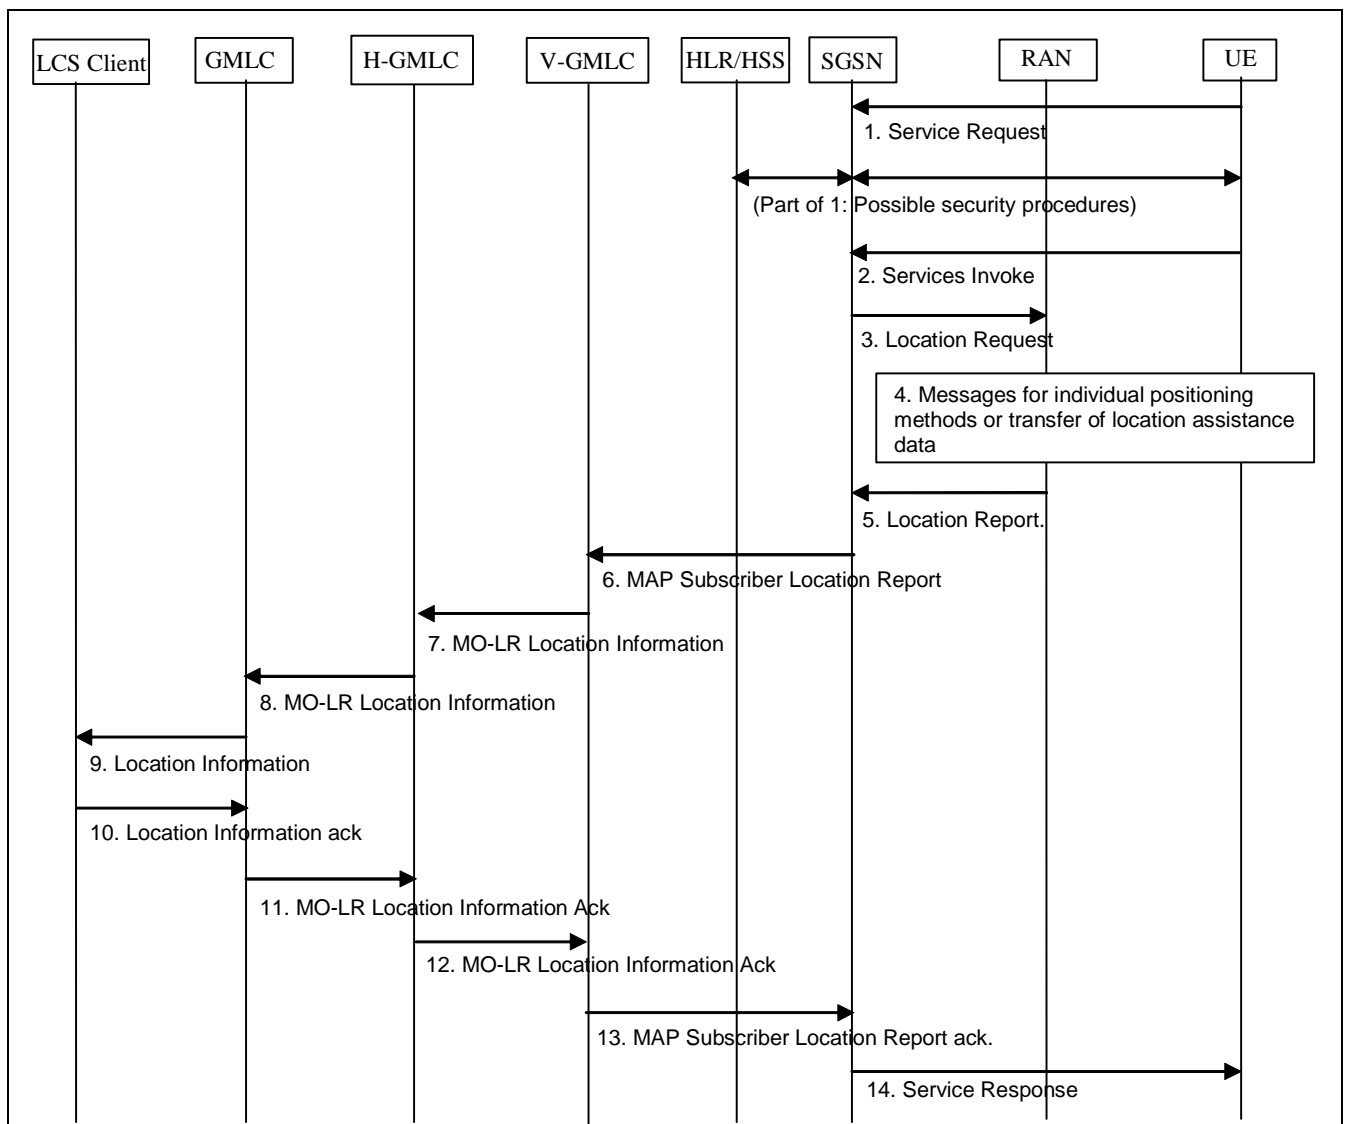 LCS Client
GMLC
H-GMLC
V-GMLC
HLR/HSS
SGSN
RAN
UE
1. Service Request
(Part of 1: Possible security procedures)
2. Services Invoke
3. Location Request
4. Messages for individual positioning
methods or transfer of location assistance
data
5. Location Report.
6. MAP Subscriber Location Report
7. MO-LR Location Information
8. MO-LR Location Information
9. Location Information
10. Location Information ack
11. MO-LR Location Information Ack
12. MO-LR Location Information Ack
13. MAP Subscriber Location Report ack.
14. Service Response